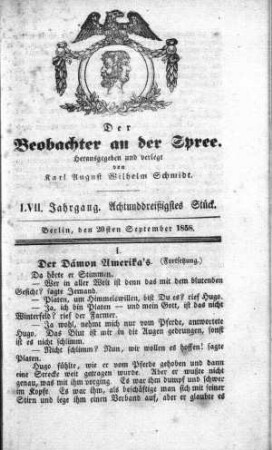 Der
Beobachter an der Spree.
Herausgegeben und verlegt
von
Karl August Wilhelm Schmidt.
LVII. Jahrgang. Achtunddreißigstes Stück.
Berlin, den 20sten September 1858.
I.
Der Dämon Amerika's. (Fortsetzung.)
Da hörte er Stimmen.
— Wer in aller Welt ist denn das mit dem blutenden
Gesicht? sagte Jemand.
— Platen, um Himmelswillen, bist Du es? rief Hugo.
— Ja, ich bin Platen — und mein Gott, ist das nicht
Winterfeld? rief der Farmer.
— Ja wohl, nehmt mich nur vom Pferde, antwortete
Hugo. Das Blut ist mir in die Augen gedrungen, sonst
ist es nicht schlimm.
— Nicht schlimm? Nun, wir wollen es hoffen! sagte
Platen.
Hugo fühlte, wie er vom Pferde gehoben und dann
eine Strecke weit getragen wurde. Aber er wußte nicht
genau, was mit ihm vorging. Es war ihm dumpf und schwer
im Kopfe. Es war ihm, als beschäftige man sich mit seiner
Stirn und lege ihm einen Verband auf, aber er glaubte es